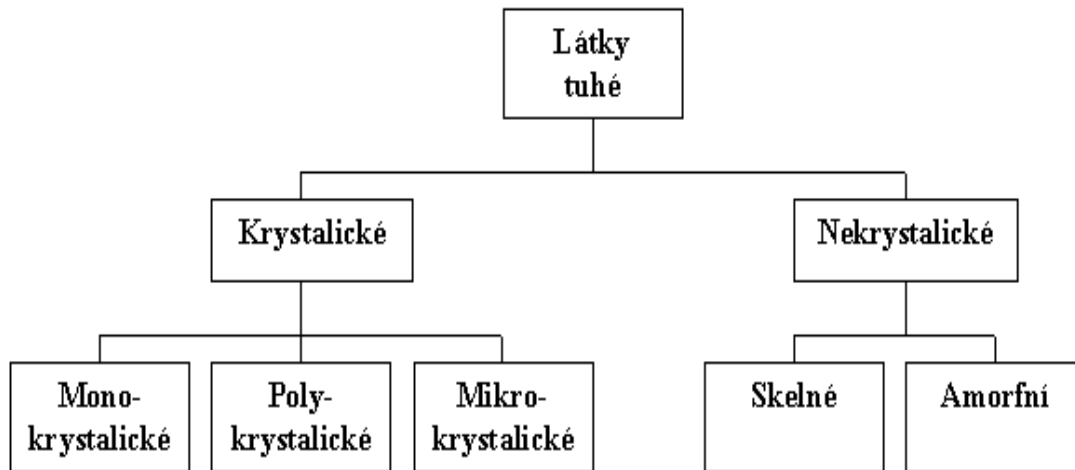 Látky
tuhé
Krystalické
Nekrystalické
Mono-
krystalické
Poly-
krystalické
Mikro-
krystalické
Skelné
Amorfní